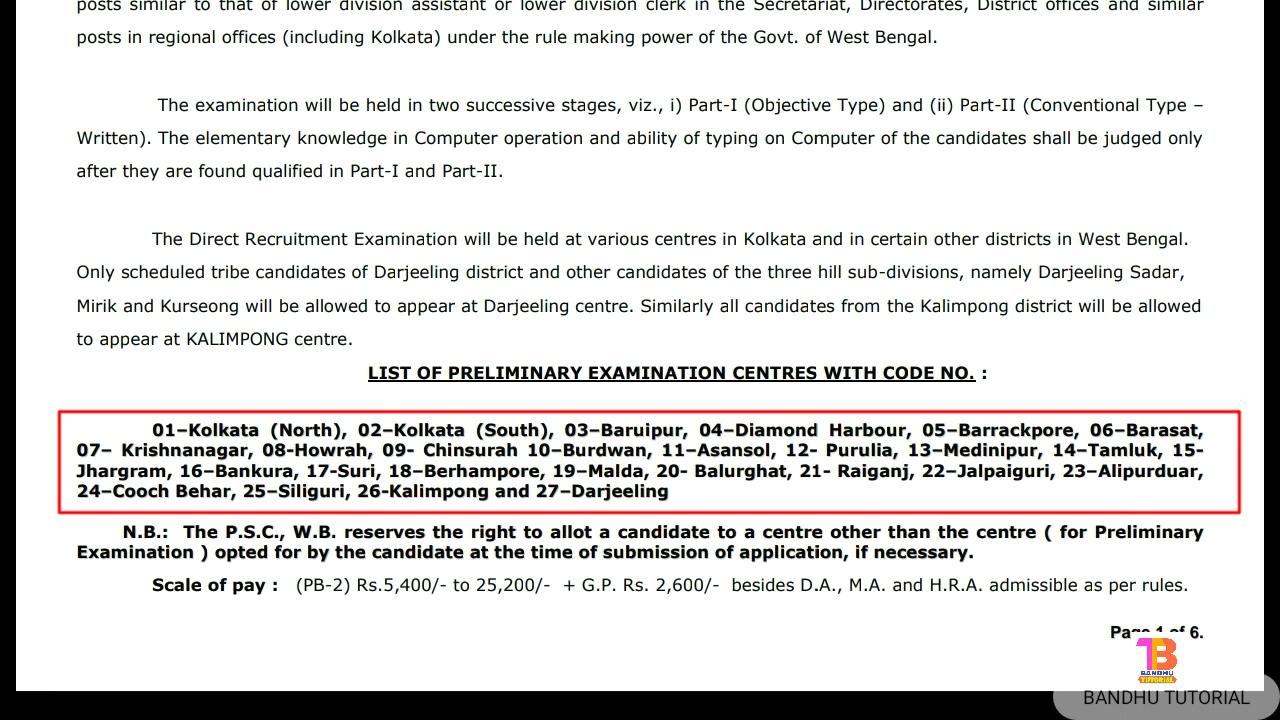 posts similar to that of lower division assistant or lower division clerk in the Secretariat, Directorates, District offices and similar
posts in regional offices (including Kolkata) under the rule making power of the Govt. of West Bengal.
The examination will be held in two successive stages, viz., i) Part-I (Objective Type) and (ii) Part-II (Conventional Type –
Written). The elementary knowledge in Computer operation and ability of typing on Computer of the candidates shall be judged only
after they are found qualified in Part-I and Part-II.
The Direct Recruitment Examination will be held at various centres in Kolkata and in certain other districts in West Bengal.
Only scheduled tribe candidates of Darjeeling district and other candidates of the three hill sub-divisions, namely Darjeeling Sadar,
Mirik and Kurseong will be allowed to appear at Darjeeling centre. Similarly all candidates from the Kalimpong district will be allowed
to appear at KALIMPONG centre.
LIST OF PRELIMINARY EXAMINATION CENTRES WITH CODE NO. :
01–Kolkata (North), 02–Kolkata (South), 03–Baruipur, 04–Diamond Harbour, 05–Barrackpore, 06–Barasat,
07– Krishnanagar, 08-Howrah, 09- Chinsurah 10–Burdwan, 11–Asansol, 12- Purulia, 13–Medinipur, 14–Tamluk, 15-
Jhargram, 16–Bankura, 17-Suri, 18–Berhampore, 19–Malda, 20- Balurghat, 21- Raiganj, 22–Jalpaiguri, 23–Alipurduar,
24–Cooch Behar, 25–Siliguri, 26-Kalimpong and 27–Darjeeling
N.B.: The P.S.C., W.B. reserves the right to allot a candidate to a centre other than the centre ( for Preliminary
Examination ) opted for by the candidate at the time of submission of application, if necessary.
Scale of pay : (PB-2) Rs.5,400/- to 25,200/- + G.P. Rs. 2,600/- besides D.A., M.A. and H.R.A. admissible as per rules.
Page 1 of 6.
TB
BANDHU
TUTORIAL
BANDHU TUTORIAL